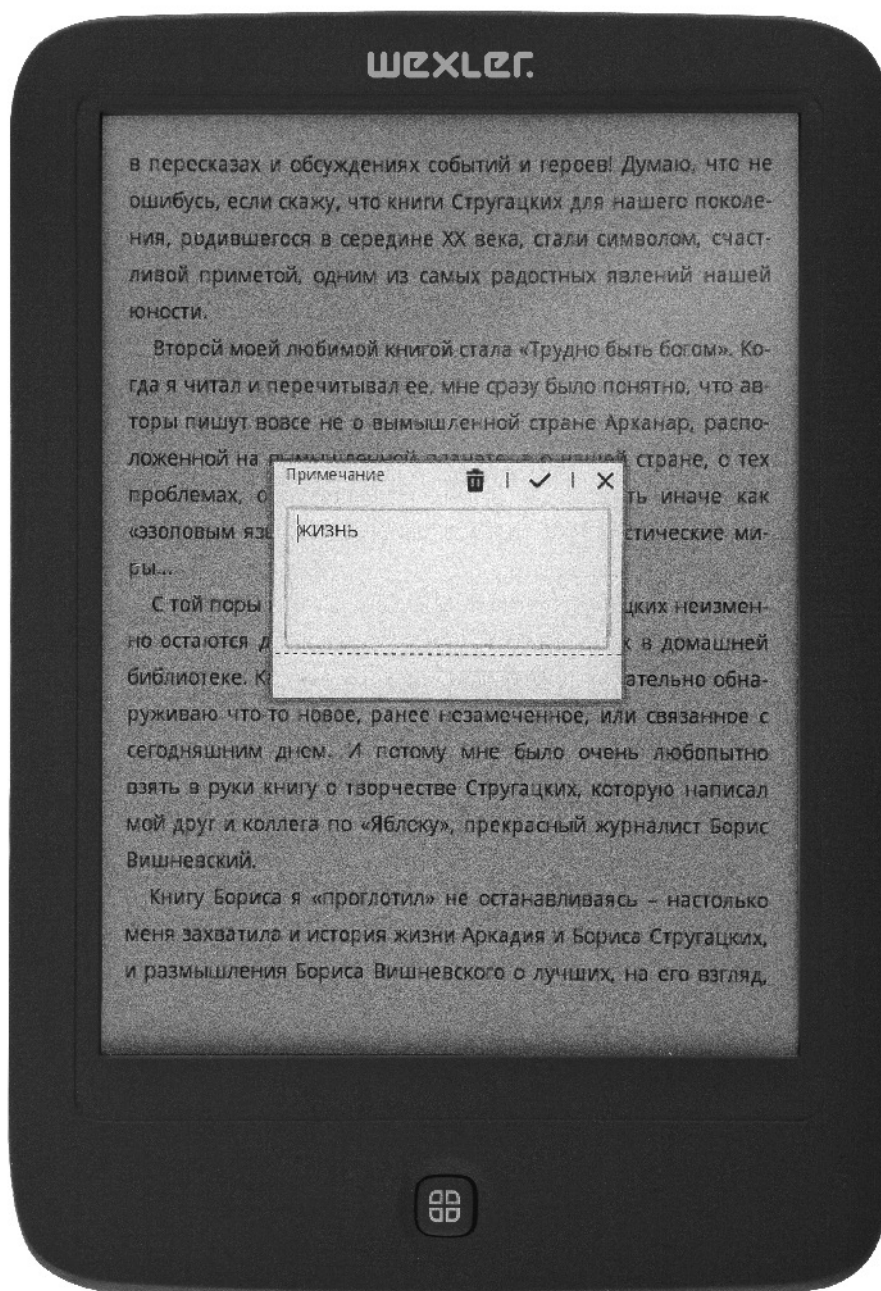 wexler.
в пересказах и обсуждениях событий и героев! Думаю, что не
ошибусь, если скажу, что книги Стругацких для нашего поколе-
ния, родившегося в середине XX века, стали символом, счаст-
ливой приметой, одним из самых радостных явлений нашей
юности.
Второй моей любимой книгой стала «Трудно быть богом». Ко-
гда я читал и перечитывал ее, мне сразу было понятно, что ав-
торы пишут вовсе не о вымышленной стране Арканар, распо-
ложенной на вымышленной планете, а о нашей стране, о тех
Примечание
проблемах, о ть иначе как
«эзоповым стические ми-
жизнь
ры...
С той поры цких неизмен-
но остаются в домашней
библиотеке. ательно обна-
руживаю что-то новое, ранее незамеченное, или связанное с
сегодняшним днем. И потому мне было очень любопытно
взять в руки книгу о творчестве Стругацких, которую написал
мой друг и коллега по «Яблоку», прекрасный журналист Борис
Вишневский.
Книгу Бориса я «проглотил» не останавливаясь – настолько
меня захватила и история жизни Аркадия и Бориса Стругацких,
и размышления Бориса Вишневского о лучших, на его взгляд,